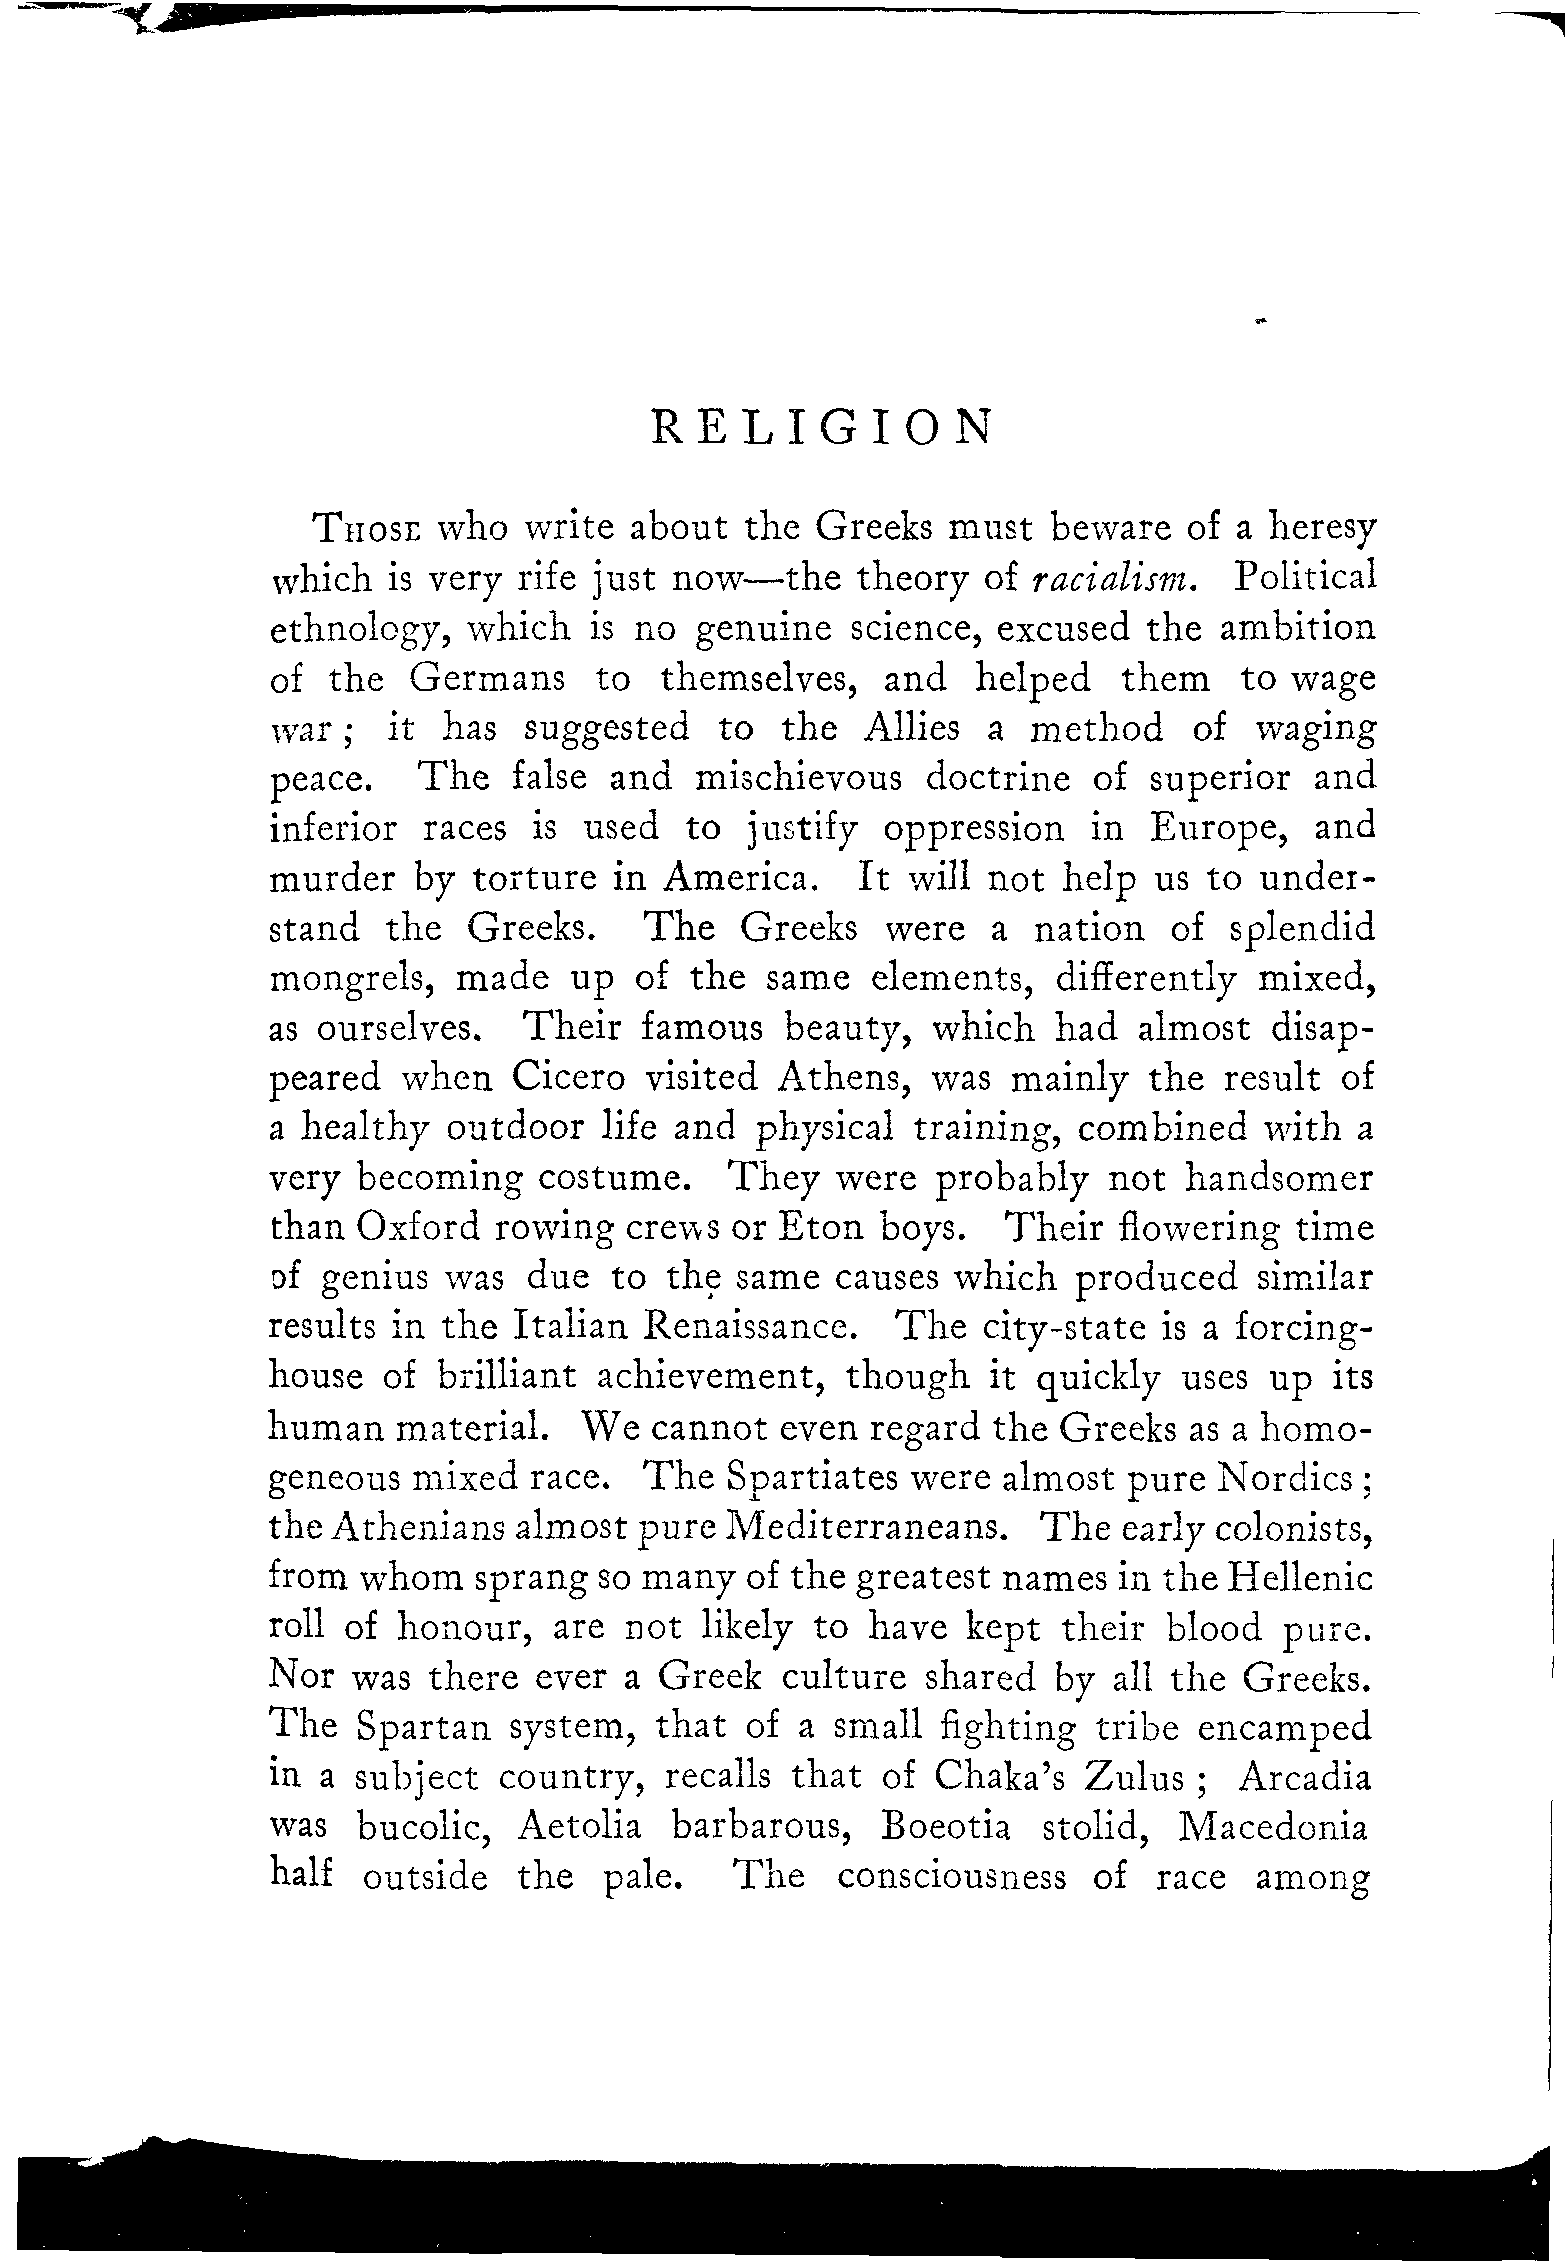 RELIGION
THOSE who write about the Greeks must beware of a heresy
which is very rife just now—the theory of racialism. Political
ethnology, which is no genuine science, excused the ambition
of the Germans to themselves, and helped them to wage
war ; it has suggested to the Allies a method of waging
peace. The false and mischievous doctrine of superior and
inferior races is used to justify oppression in Europe, and
murder by torture in America. It will not help us to under-
stand the Greeks. The Greeks were a nation of splendid
mongrels, made up of the same elements, differently mixed,
as ourselves. Their famous beauty, which had almost disap-
peared when Cicero visited Athens, was mainly the result of
a healthy outdoor life and physical training, combined with a
very becoming costume. They were probably not handsomer
than Oxford rowing crews or Eton boys. Their flowering time
of genius was due to the same causes which produced similar
results in the Italian Renaissance. The city-state is a forcing-
house of brilliant achievement, though it quickly uses up its
human material. We cannot even regard the Greeks as a homo-
geneous mixed race. The Spartiates were almost pure Nordics ;
the Athenians almost pure Mediterraneans. The early colonists,
from whom sprang so many of the greatest names in the Hellenic
roll of honour, are not likely to have kept their blood pure.
Nor was there ever a Greek culture shared by all the Greeks.
The Spartan system, that of a small fighting tribe encamped
in a subject country, recalls that of Chaka's Zulus ; Arcadia
was bucolic, Aetolia barbarous, Boeotia stolid, Macedonia
half outside the pale. The consciousness of race among